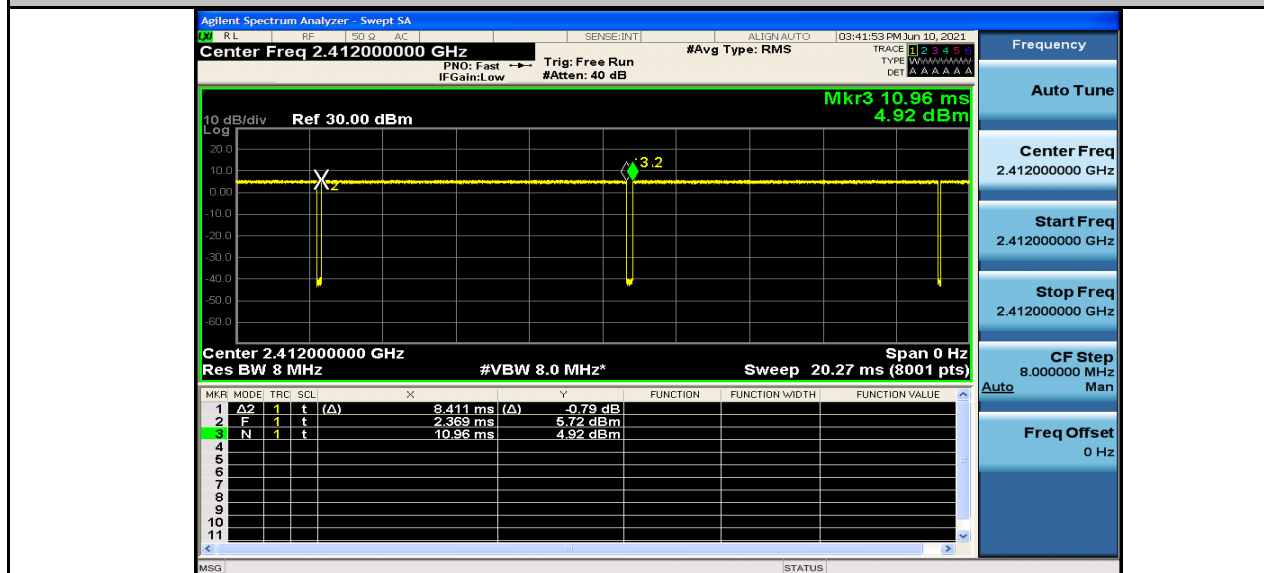 Agilent Spectrum Analyzer - Swept SA
LXI RL RF 50 Ω AC SENSE:INT ALIGN AUTO 03:41:53 PM Jun 10, 2021
Center Freq 2.412000000 GHz #Avg Type: RMS TRACE 1 2 3 4 5 6
PNO: Fast Trig: Free Run TYPE W
IFGain:Low #Atten: 40 dB DET A A A A A A
Mkr3 10.96 ms
10 dB/div Ref 30.00 dBm 4.92 dBm
Log
20.0
10.0
0.00
-10.0
-20.0
-30.0
-40.0
-50.0
-60.0
2
3
2
Center 2.412000000 GHz Span 0 Hz
Res BW 8 MHz #VBW 8.0 MHz* Sweep 20.27 ms (8001 pts)
MKR MODE TRC SCL X Y FUNCTION FUNCTION WIDTH FUNCTION VALUE
1 Δ2 1 t (Δ) 8.411 ms (Δ) -0.79 dB
2 F 1 t 2.369 ms 5.72 dBm
3 N 1 t 10.96 ms 4.92 dBm
4
5
6
7
8
9
10
11
MSG STATUS
Frequency
Auto Tune
Center Freq
2.412000000 GHz
Start Freq
2.412000000 GHz
Stop Freq
2.412000000 GHz
CF Step
8.000000 MHz
Auto Man
Freq Offset
0 Hz